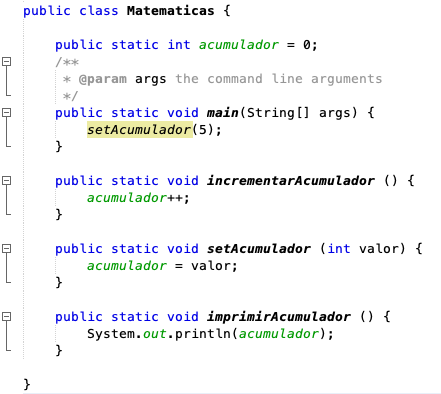 public class Matematicas {
public static int acumulador = 0;
/**
* @param args the command line arguments
*/
public static void main(String[] args) {
setAcumulador(5);
}
public static void incrementarAcumulador () {
acumulador++;
}
public static void setAcumulador (int valor) {
acumulador = valor;
}
public static void imprimirAcumulador () {
System.out.println(acumulador);
}
}